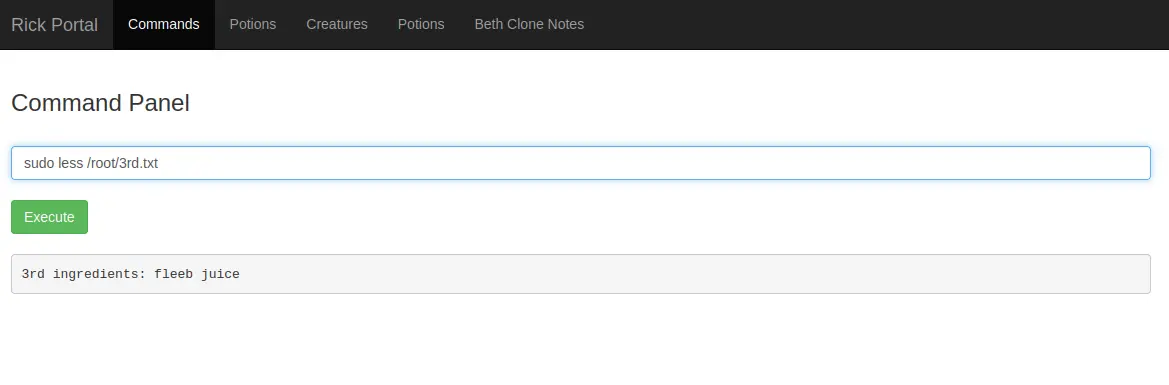 Rick Portal Commands Potions Creatures Potions Beth Clone Notes
Command Panel
sudo less /root/3rd.txt
Execute
3rd ingredients: fleeb juice